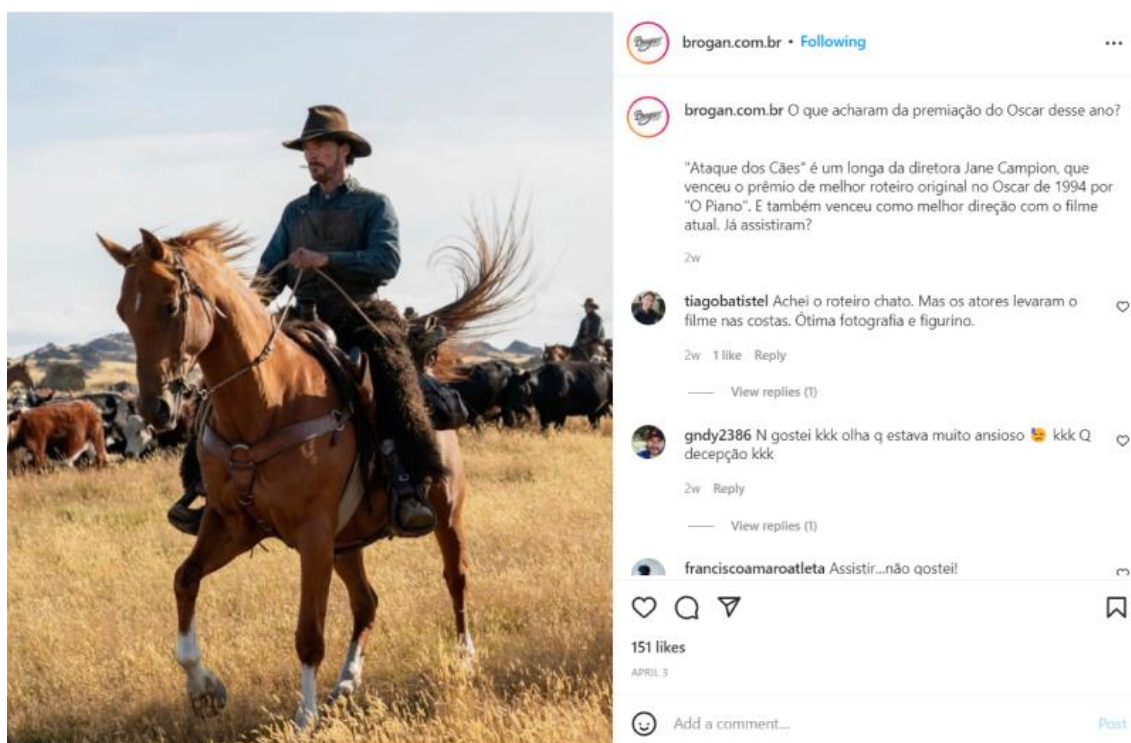 brogan.com.br • Following
brogan.com.br O que acharam da premiação do Oscar desse ano?
"Ataque dos Cães" é um longa da diretora Jane Campion, que
venceu o prêmio de melhor roteiro original no Oscar de 1994 por
"O Piano". E também venceu como melhor direção com o filme
atual. Já assistiram?
2w
tiagobatistel Achei o roteiro chato. Mas os atores levaram o
filme nas costas. Ótima fotografia e figurino.
2w 1 like Reply
View replies (1)
gndy2386 N gostei kkk olha q estava muito ansioso 😓 kkk Q
decepção kkk
2w Reply
View replies (1)
franciscoamaroatleta Assistir...não gostei!
151 likes
APRIL 3
Add a comment...
Post